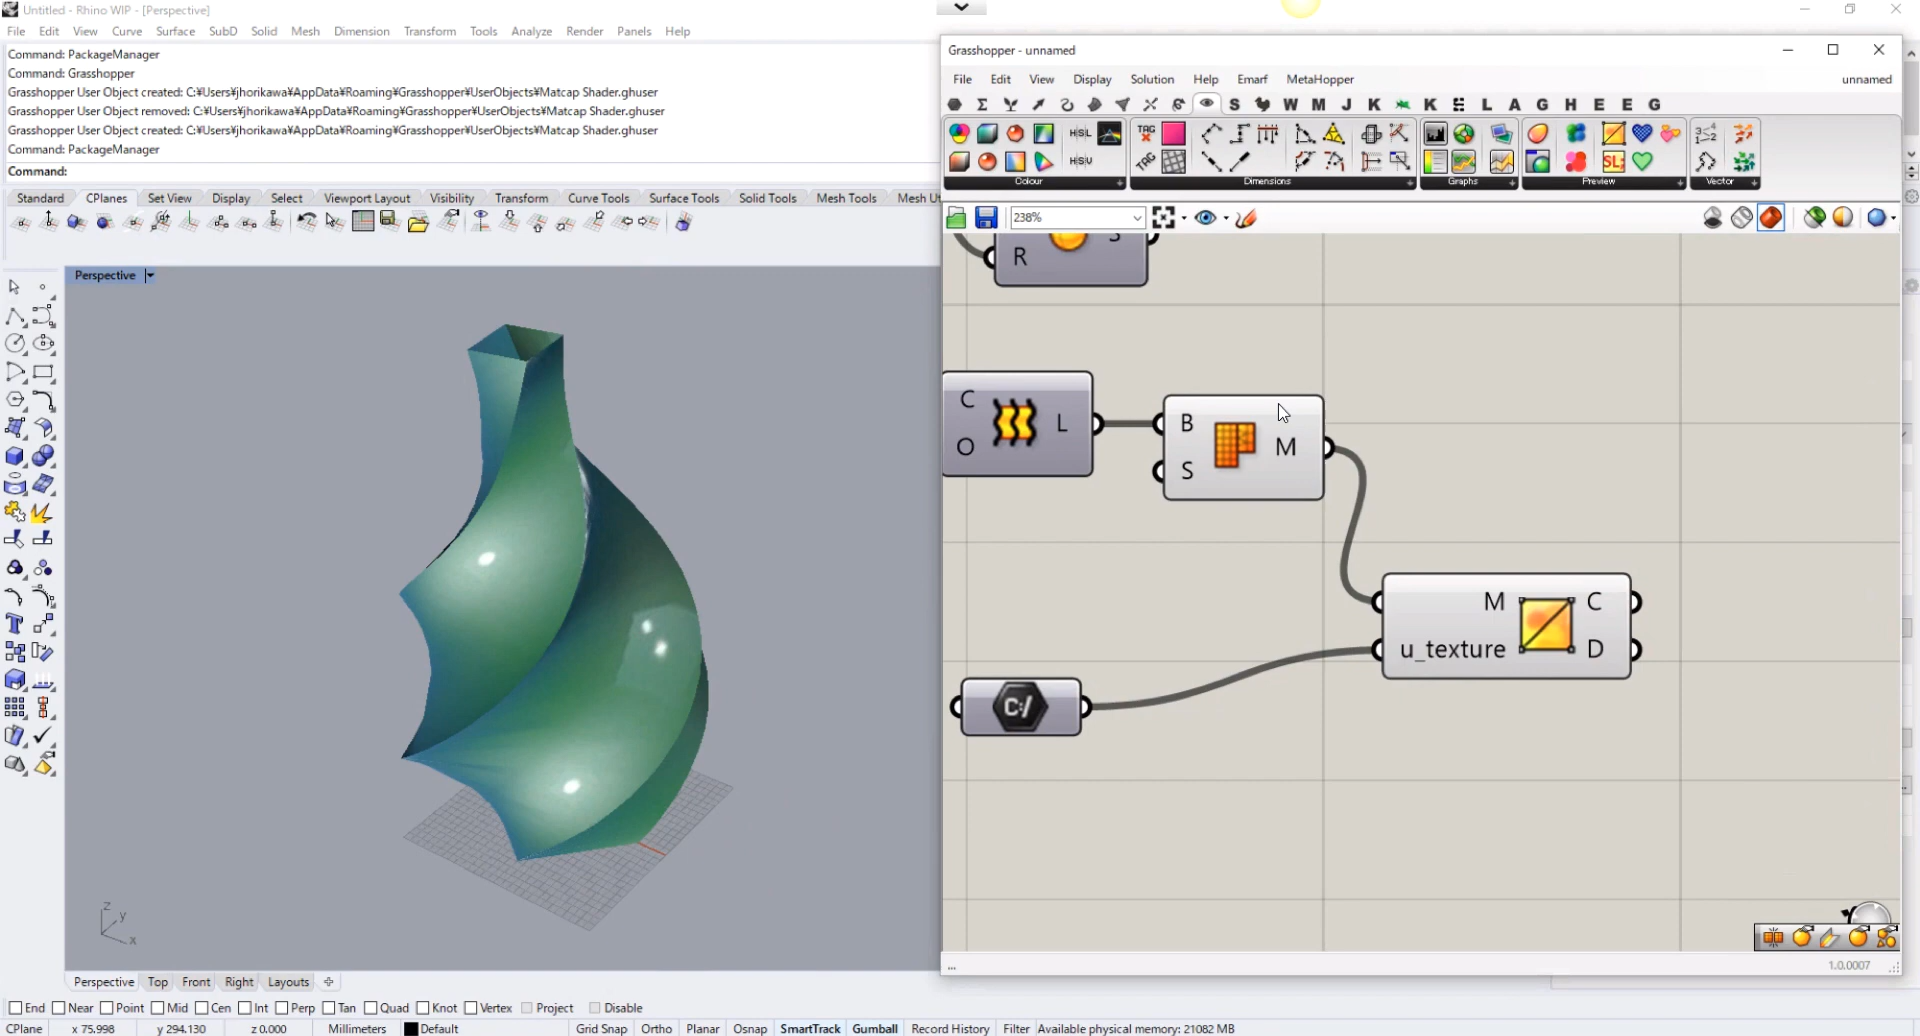 Untitled - Rhino WIP - [Perspective]
File Edit View Curve Surface SubD Solid Mesh Dimension Transform Tools Analyze Render Panels Help
Command: PackageManager
Command: Grasshopper
Grasshopper User Object created: C:¥Users¥jhorikawa¥AppData¥Roaming¥Grasshopper¥UserObjects¥Matcap Shader.ghuser
Grasshopper User Object removed: C:¥Users¥jhorikawa¥AppData¥Roaming¥Grasshopper¥UserObjects¥Matcap Shader.ghuser
Grasshopper User Object created: C:¥Users¥jhorikawa¥AppData¥Roaming¥Grasshopper¥UserObjects¥Matcap Shader.ghuser
Command: PackageManager
Command:
Standard CPlanes Set View Display Select Viewport Layout Visibility Transform Curve Tools Surface Tools Solid Tools Mesh Tools Mesh Ut
Perspective
z
y
x
Perspective Top Front Right Layouts
End Near Point Mid Cen Int Perp Tan Quad Knot Vertex Project Disable
CPlane x 75.998 y 294.130 z 0.000 Millimeters Default Grid Snap Ortho Planar Osnap SmartTrack Gumball Record History Filter Available physical memory: 21082 MB
Grasshopper - unnamed
File Edit View Display Solution Help Emarf MetaHopper unnamed
S W M J K K L A G H E E G
HSL TAG
HSV TAG
Colour Dimensions Graphs Preview Vector
238%
R S
C L
O
B M
S
M C
u_texture D
C:/
...
1.0.0007